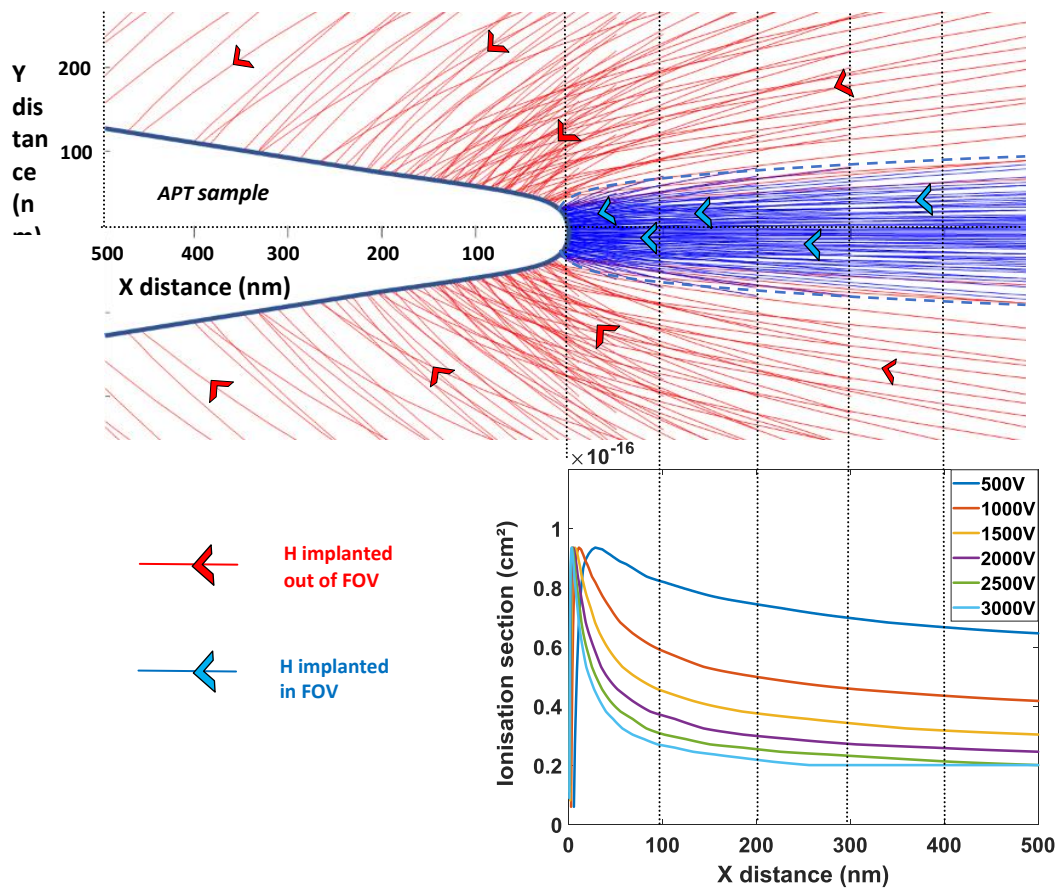 Y
dis
tan
ce
(n
m)
200
100
APT sample
500
400
300
200
100
X distance (nm)
×10-16
H implanted
out of FOV
H implanted
in FOV
Ionisation section (cm²)
1
0.8
0.6
0.4
0.2
0
500V
1000V
1500V
2000V
2500V
3000V
0
100
200
300
400
500
X distance (nm)